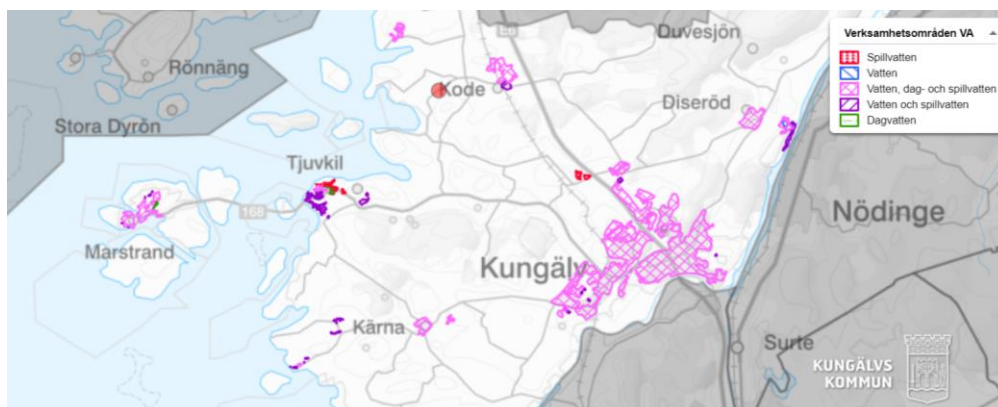 Verksamhetsområden VA
Spillvatten
Vatten
Vatten, dag- och spillvatten
Vatten och spillvatten
Dagvatten
E6
Duvesjön
Rönnäng
Kode
Diseröd
Stora Dyrön
Tjuvkil
168
Nödinge
Marstrand
Kungälv
Kärna
Surte
KUNGÄLVS
KOMMUN